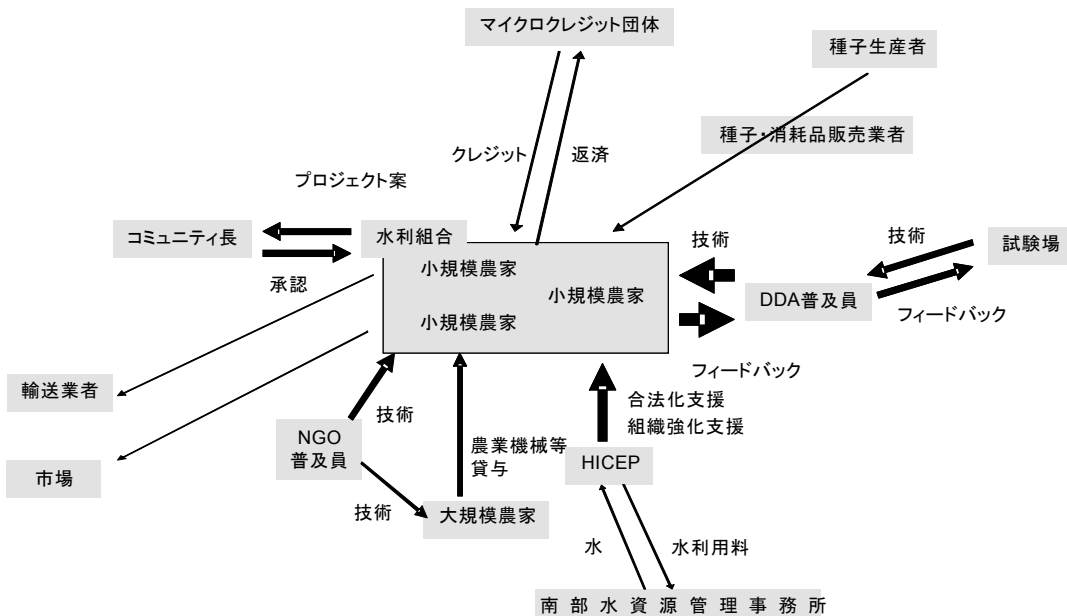 マイクロクレジット団体
種子生産者
種子・消耗品販売業者
クレジット
返済
プロジェクト案
コミュニティ長
水利組合
技術
技術
試験場
承認
小規模農家
小規模農家
小規模農家
DDA普及員
フィードバック
フィードバック
輸送業者
合法化支援
組織強化支援
技術
NGO
普及員
農業機械等
貸与
HICEP
市場
技術
大規模農家
水
水利用料
南部水資源管理事務所